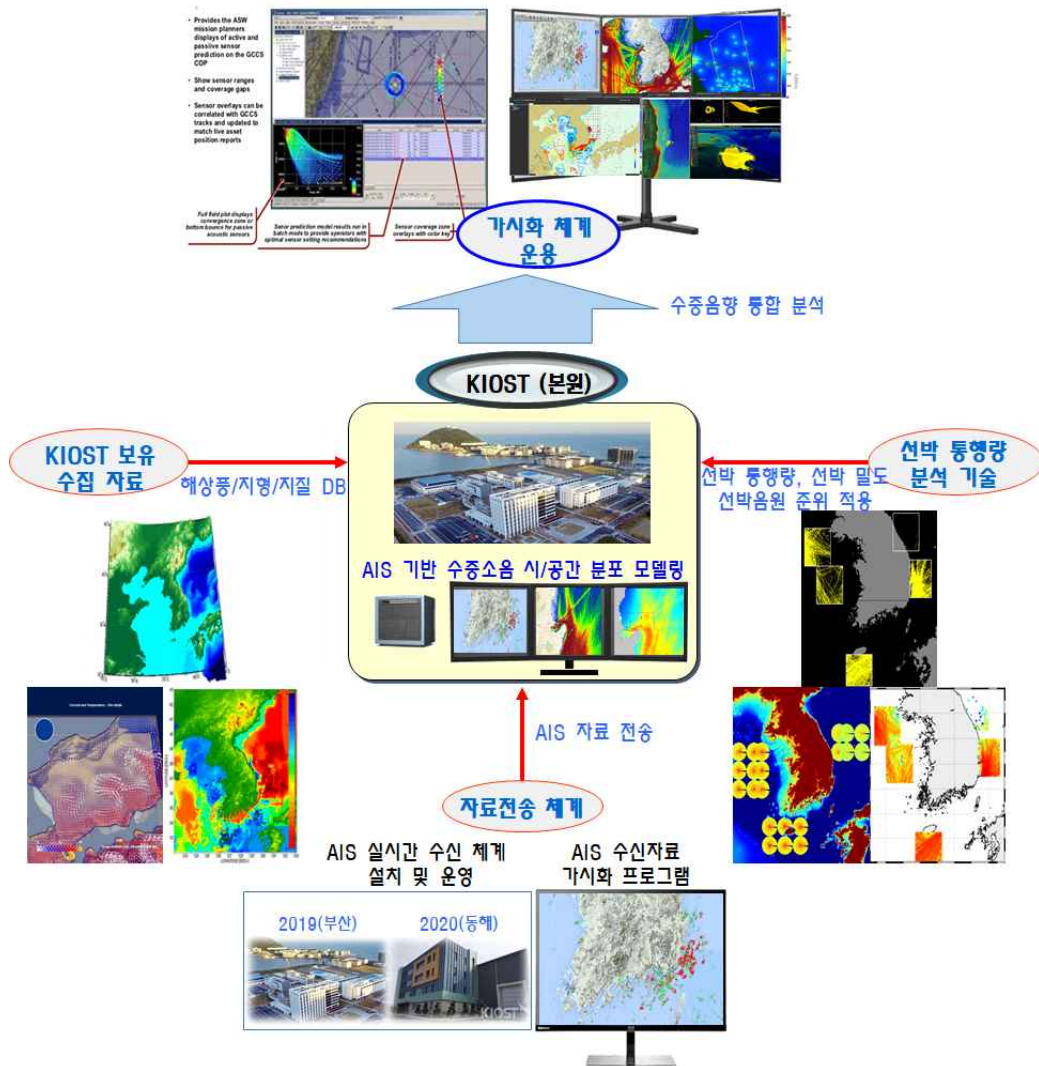 • Provides the ASW
mission planners
displays of active and
passive sensor
prediction on the GCCS
COP
• Show sensor ranges
and coverage gaps
• Sensor overlays can be
correlated with GCCS
tracks and updated to
match live asset
position reports
Full field plot displays
convergence zone or
bottom bounce for passive
acoustic sensors
Sensor prediction model results run in
batch mode to provide operators with
optimal sensor setting recommendations
Sensor coverage zone
overlays with color key
가시화 체계
운용
수중음향 통합 분석
KIOST (본원)
KIOST 보유
수집 자료
해상풍/지형/지질 DB
선박 통행량
분석 기술
선박 통행량, 선박 밀도
선박음원 준위 적용
AIS 기반 수중소음 시/공간 분포 모델링
AIS 자료 전송
자료전송 체계
AIS 실시간 수신 체계
설치 및 운영
AIS 수신자료
가시화 프로그램
2019(부산)
2020(동해)
KIOST